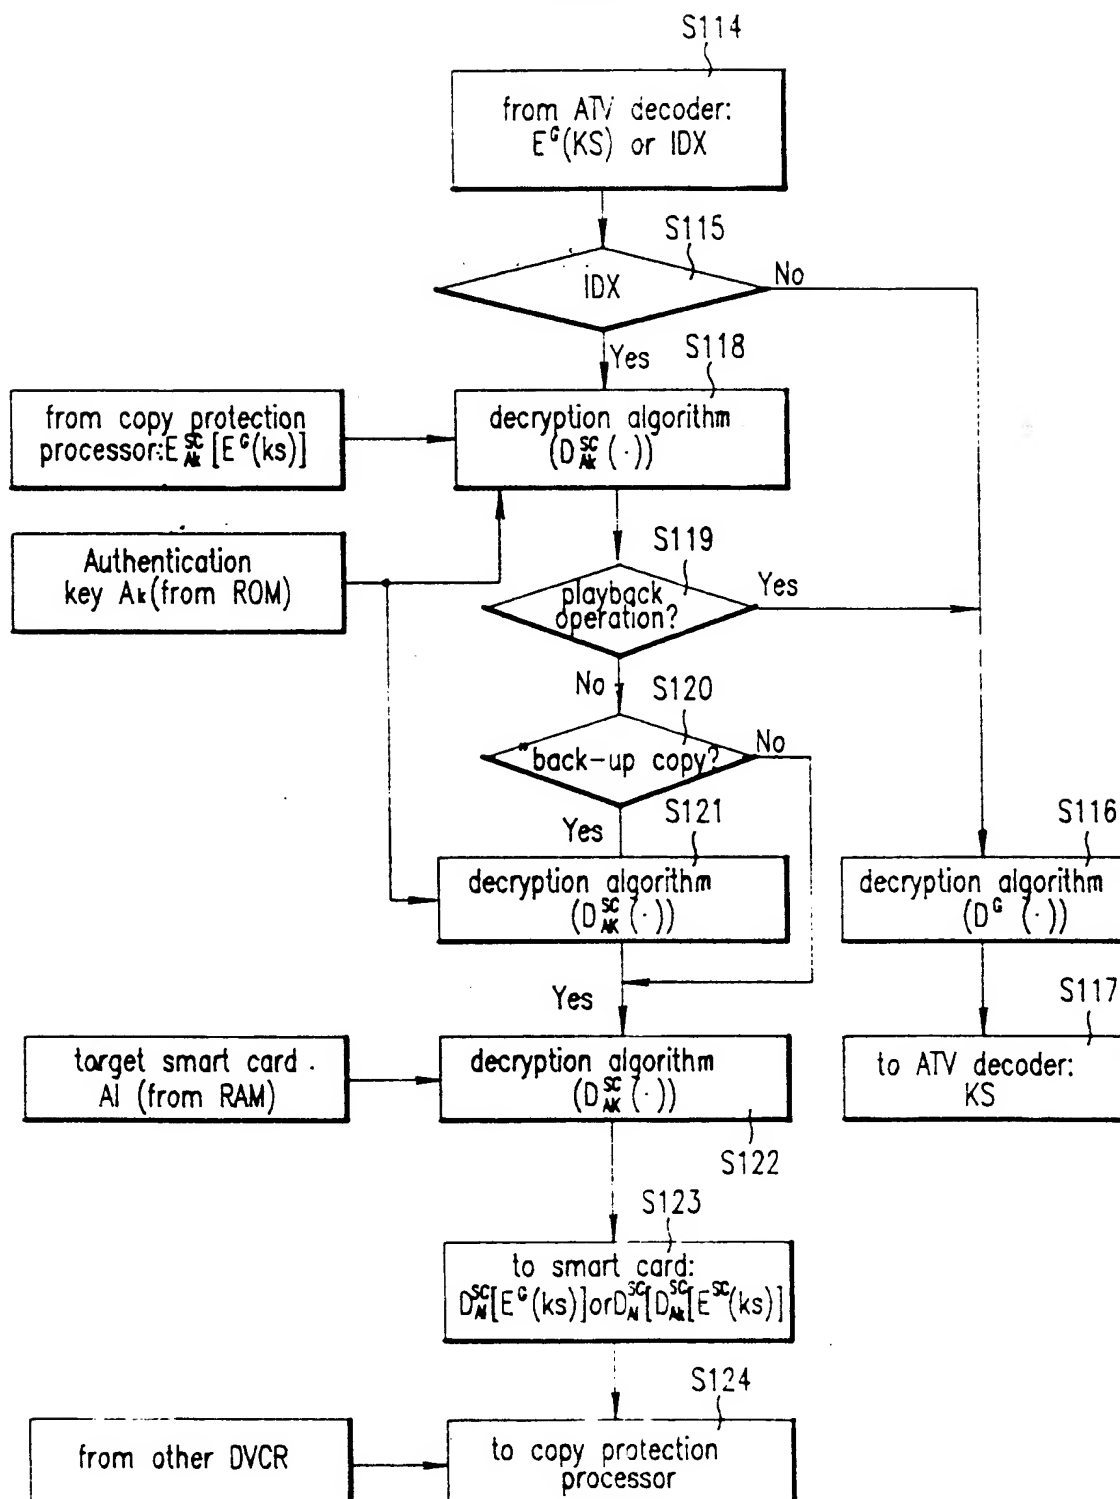 S114
from ATV decoder:
E^G(KS) or IDX
S115
IDX
No
Yes
S118
from copy protection
processor:E^SC_Ak[E^G(ks)]
decryption algorithm
(D^SC_Ak(·))
Authentication
key Ak(from ROM)
S119
playback
operation?
Yes
No
S120
back-up copy?
No
S121
Yes
S116
decryption algorithm
(D^SC_AK(·))
decryption algorithm
(D^G (·))
Yes
S117
target smart card
Al (from RAM)
decryption algorithm
(D^SC_AK(·))
to ATV decoder:
KS
S122
S123
to smart card:
D^SC_Al[E^G(ks)]orD^SC_Al[D^SC_Ak[E^SC(ks)]
S124
from other DVCR
to copy protection
processor